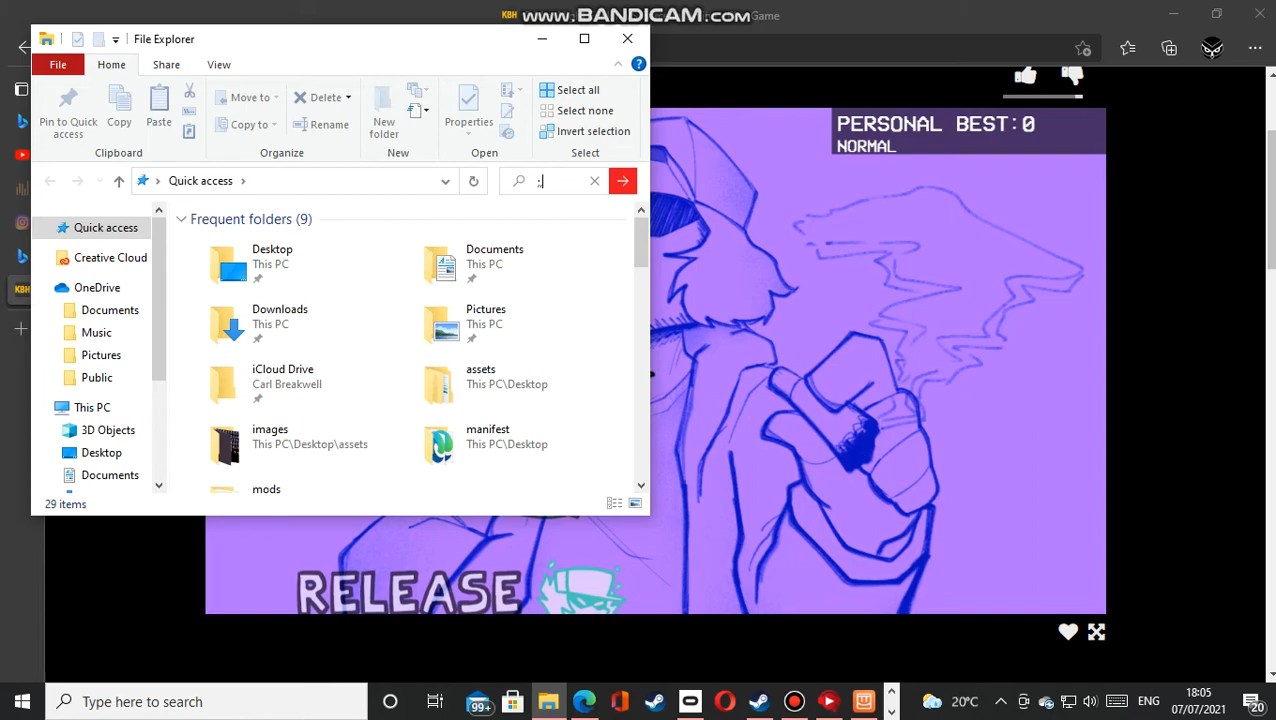 KBH
Game
www.BANDICAM.com
File Explorer
File
Home
Share
View
Pin to Quick access
Copy
Paste
Move to
Copy to
Delete
Rename
New folder
Properties
Select all
Select none
Invert selection
Clipboard
Organize
New
Open
Select
Quick access
;
Quick access
Creative Cloud
OneDrive
Documents
Music
Pictures
Public
This PC
3D Objects
Desktop
Documents
KBH
Frequent folders (9)
Desktop
This PC
Documents
This PC
Downloads
This PC
Pictures
This PC
iCloud Drive
Carl Breakwell
assets
This PC\Desktop
images
This PC\Desktop\assets
manifest
This PC\Desktop
mods
29 items
PERSONAL BEST:0
NORMAL
RELEASE
Type here to search
99+
20°C
ENG
18:05
07/07/2021
20